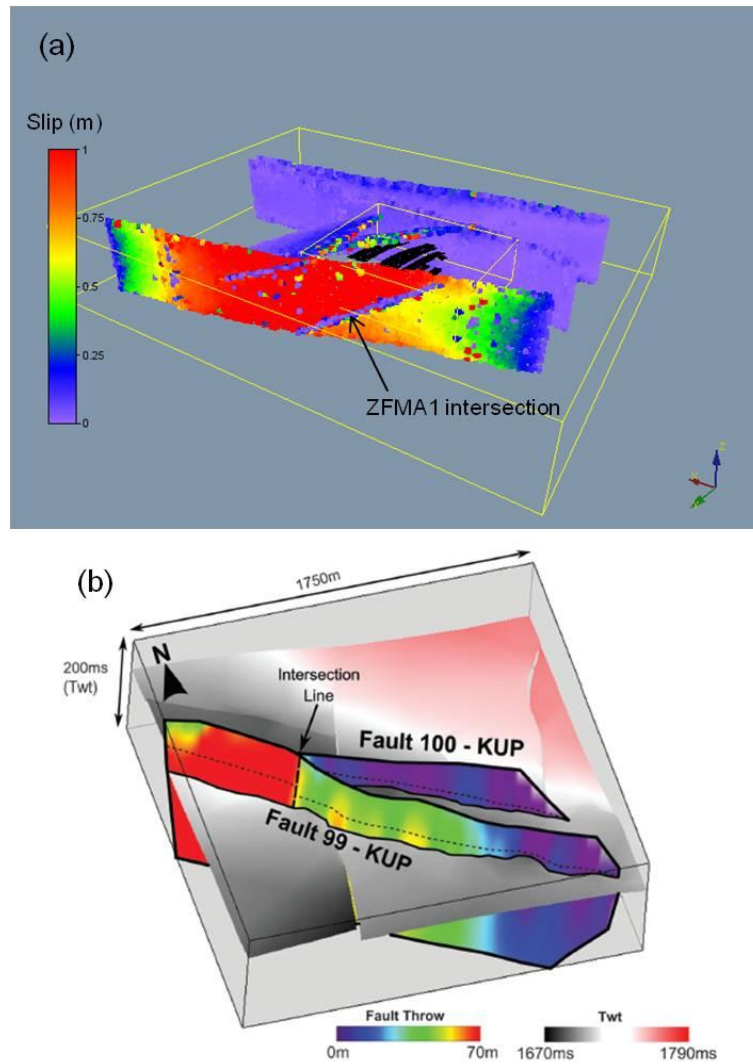 (a)
Slip (m)
1
0.75
0.5
0.25
0
ZFMA1 intersection
(b)
1750m
200ms
(Twt)
N
Intersection
Line
Fault 100 - KUP
Fault 99 - KUP
Fault Throw
0m
70m
Twt
1670ms
1790ms